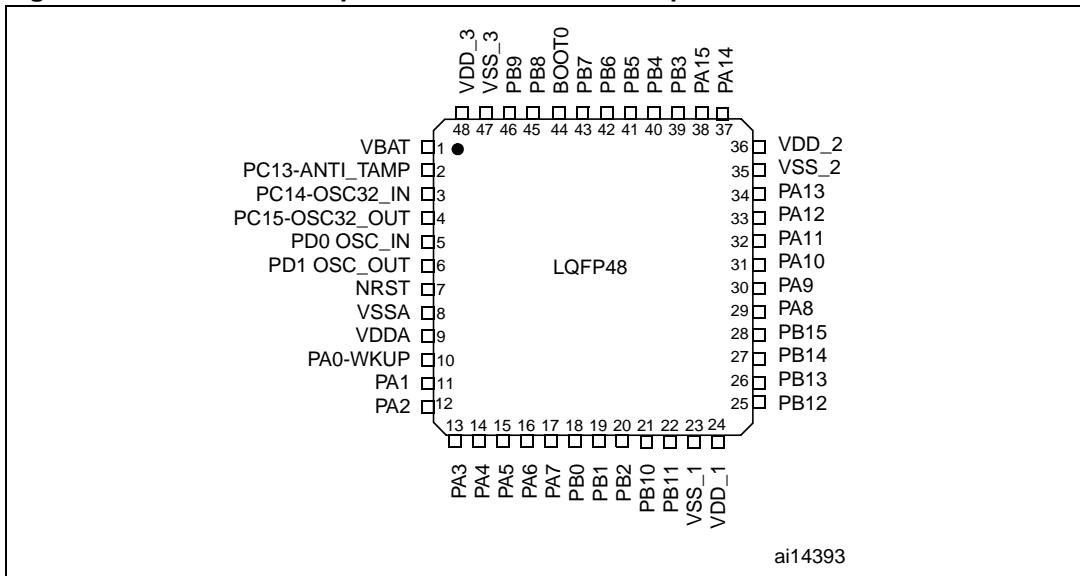 VDD_3
VSS_3
PB9
PB8
BOOT0
PB7
PB6
PB5
PB4
PB3
PA15
PA14
48 47 46 45 44 43 42 41 40 39 38 37
VBAT 1
PC13-ANTI_TAMP 2
PC14-OSC32_IN 3
PC15-OSC32_OUT 4
PD0 OSC_IN 5
PD1 OSC_OUT 6
NRST 7
VSSA 8
VDDA 9
PA0-WKUP 10
PA1 11
PA2 12
LQFP48
36 VDD_2
35 VSS_2
34 PA13
33 PA12
32 PA11
31 PA10
30 PA9
29 PA8
28 PB15
27 PB14
26 PB13
25 PB12
13 14 15 16 17 18 19 20 21 22 23 24
PA3
PA4
PA5
PA6
PA7
PB0
PB1
PB2
PB10
PB11
VSS_1
VDD_1
ai14393